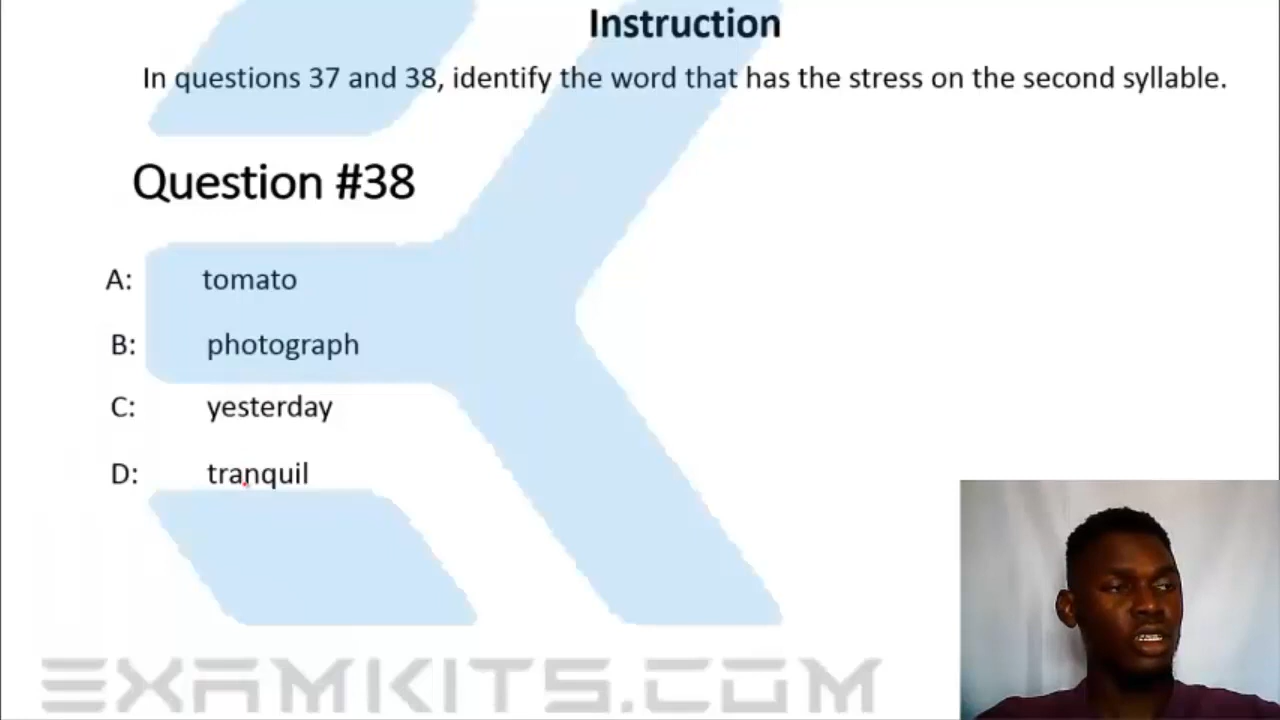 Instruction
In questions 37 and 38, identify the word that has the stress on the second syllable.
Question #38
A: tomato
B: photograph
C: yesterday
D: tranquil
EXAMKITS.COM